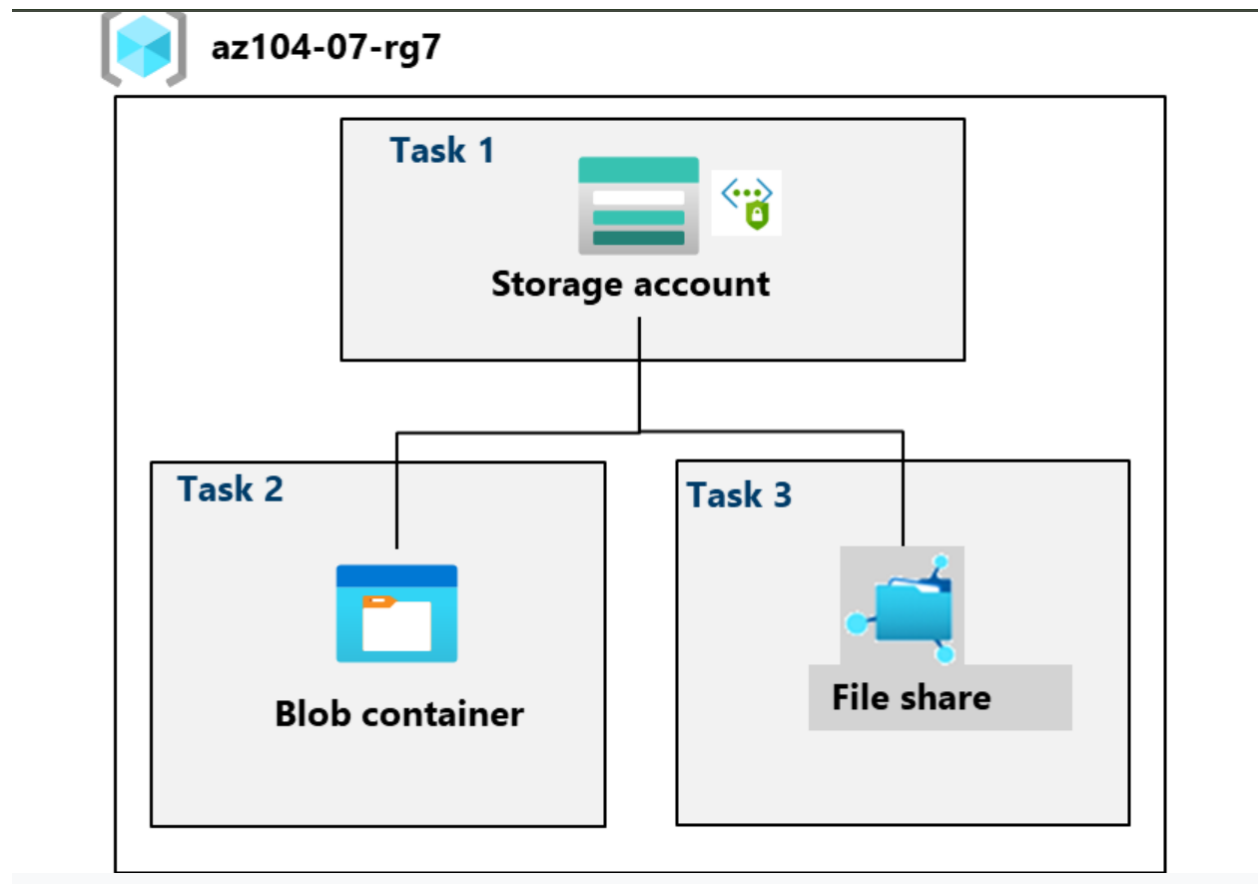 az104-07-rg7
Task 1
Storage account
Task 2
Task 3
Blob container
File share